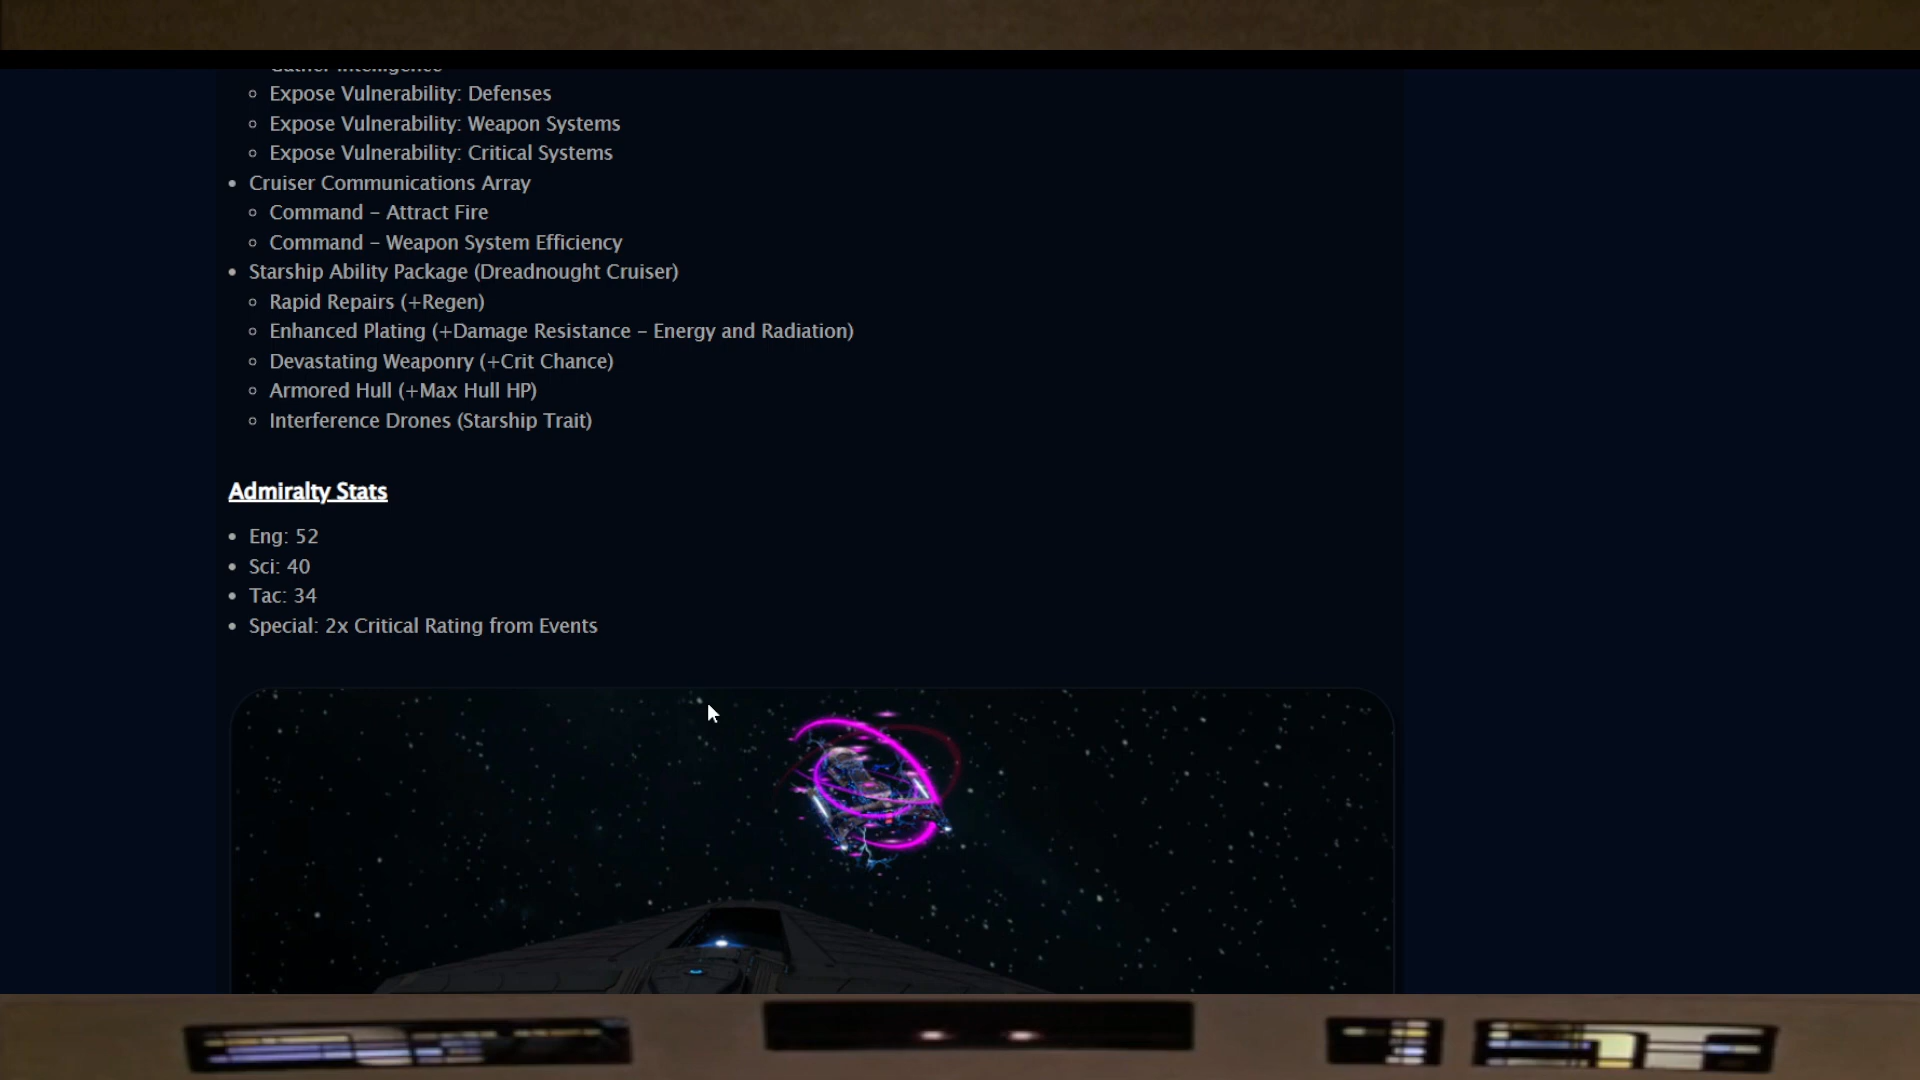 Gather Intelligence
Expose Vulnerability: Defenses
Expose Vulnerability: Weapon Systems
Expose Vulnerability: Critical Systems
Cruiser Communications Array
Command – Attract Fire
Command – Weapon System Efficiency
Starship Ability Package (Dreadnought Cruiser)
Rapid Repairs (+Regen)
Enhanced Plating (+Damage Resistance – Energy and Radiation)
Devastating Weaponry (+Crit Chance)
Armored Hull (+Max Hull HP)
Interference Drones (Starship Trait)
Admiralty Stats
Eng: 52
Sci: 40
Tac: 34
Special: 2x Critical Rating from Events